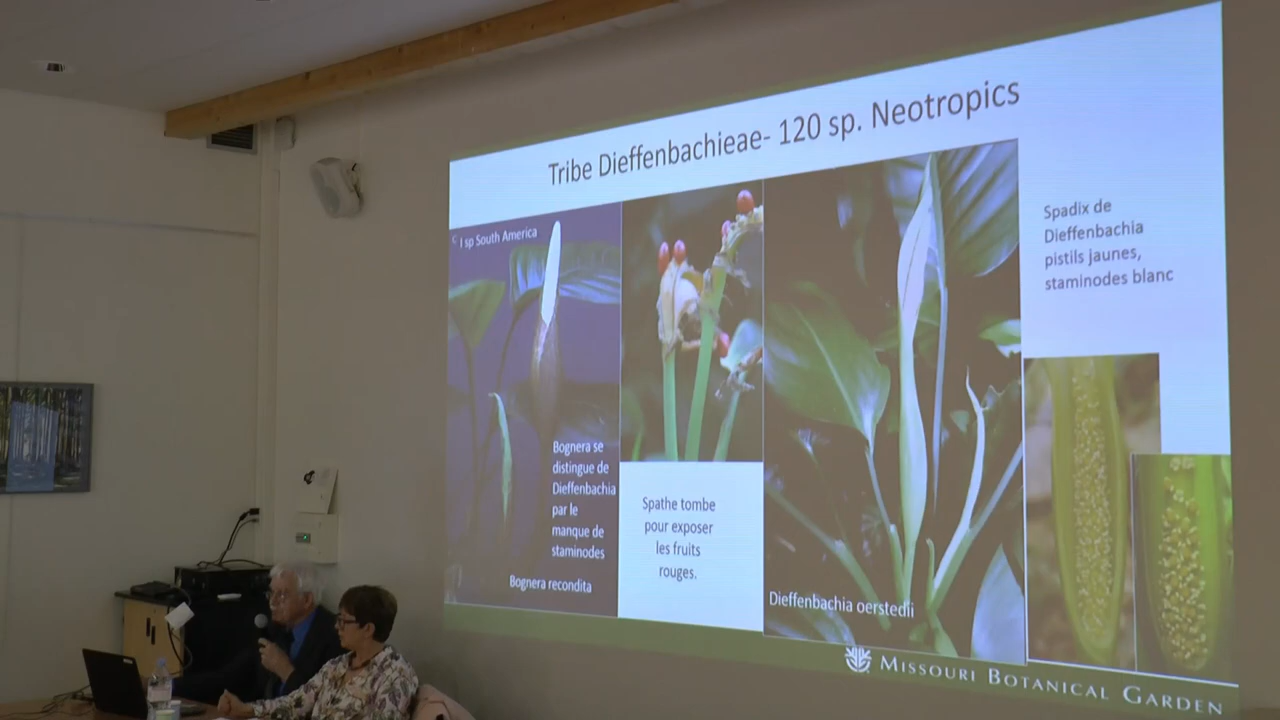 Tribe Dieffenbachieae- 120 sp. Neotropics
I sp South America
Bognera se
distingue de
Dieffenbachia
par le
manque de
staminodes
Bognera recondita
Spathe tombe
pour exposer
les fruits
rouges.
Dieffenbachia oerstedii
Spadix de
Dieffenbachia
pistils jaunes,
staminodes blanc
MISSOURI BOTANICAL GARDEN